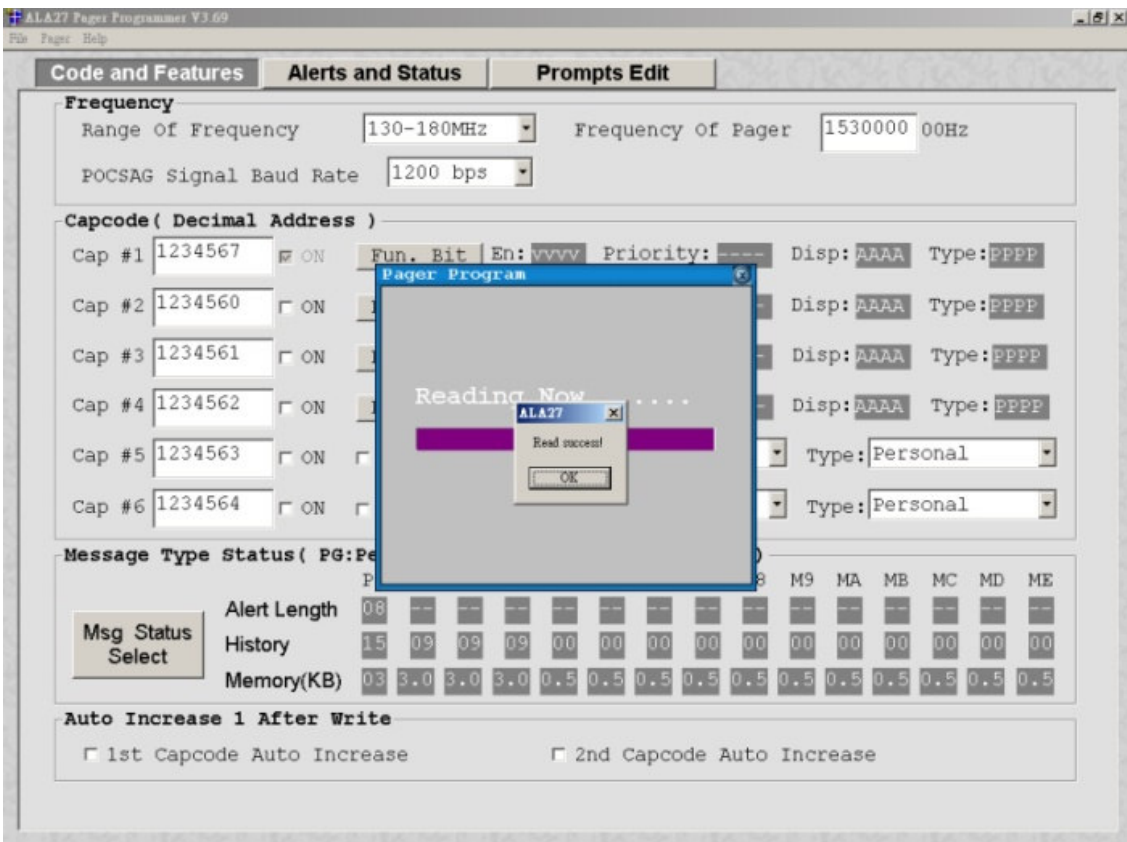 ALA27 Pager Programmer V3.69
File Pager Help
Code and Features Alerts and Status Prompts Edit
Frequency
Range Of Frequency 130-180MHz Frequency Of Pager 1530000 00Hz
POCSAG Signal Baud Rate 1200 bps
Capcode( Decimal Address )
Cap #1 1234567 ON Fun. Bit En: VVVV Priority: ---- Disp: AAAA Type: PPPP
Pager Program
Cap #2 1234560 ON Disp: AAAA Type: PPPP
Cap #3 1234561 ON Disp: AAAA Type: PPPP
Reading Now
Cap #4 1234562 ON Disp: AAAA Type: PPPP
ALA27
Read success!
OK
Cap #5 1234563 ON Type: Personal
Cap #6 1234564 ON Type: Personal
Message Type Status( PG:Pe )
P 8 M9 MA MB MC MD ME
Alert Length 08 -- -- -- -- -- -- -- -- -- -- -- -- -- --
Msg Status Select
History 15 09 09 09 00 00 00 00 00 00 00 00 00 00 00
Memory(KB) 03 3.0 3.0 3.0 0.5 0.5 0.5 0.5 0.5 0.5 0.5 0.5 0.5 0.5 0.5
Auto Increase 1 After Write
1st Capcode Auto Increase 2nd Capcode Auto Increase